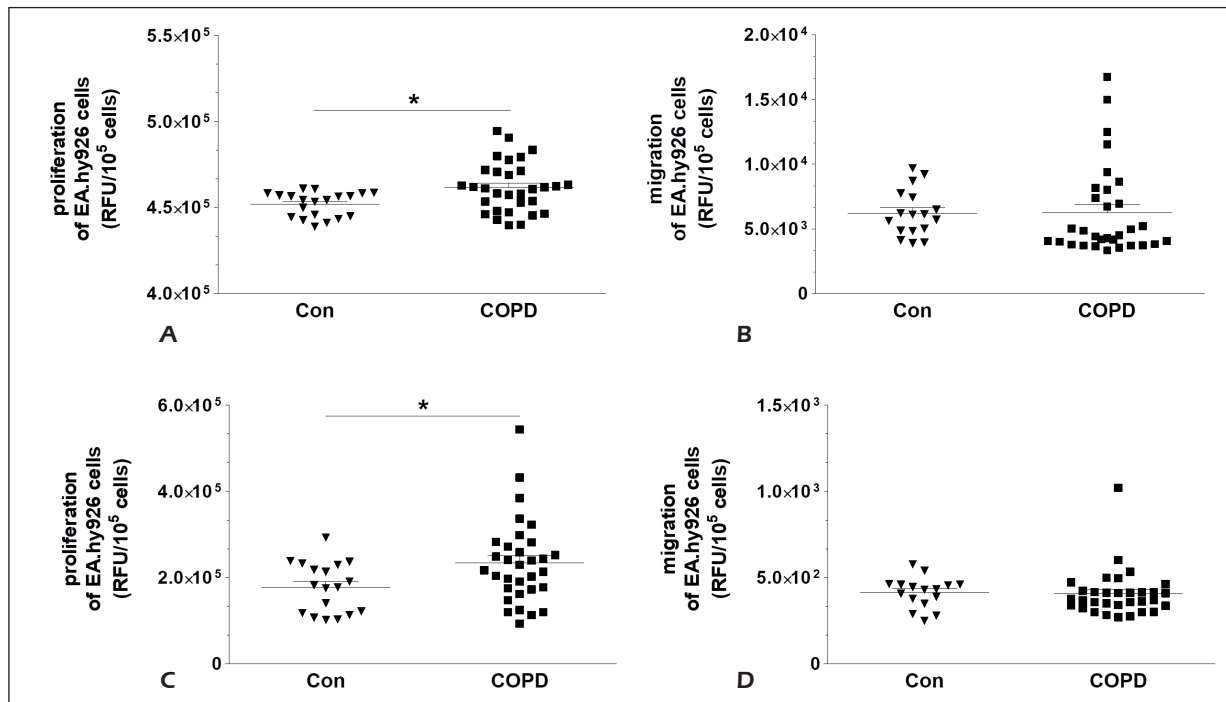 proliferation
of EA.hy926 cells
(RFU/10⁵ cells)
5.5×10⁵
5.0×10⁵
4.5×10⁵
4.0×10⁵
*
Con
COPD
A
migration
of EA.hy926 cells
(RFU/10⁵ cells)
2.0×10⁴
1.5×10⁴
1.0×10⁴
5.0×10³
0
Con
COPD
B
proliferation
of EA.hy926 cells
(RFU/10⁵ cells)
6.0×10⁵
4.0×10⁵
2.0×10⁵
0
*
Con
COPD
C
migration
of EA.hy926 cells
(RFU/10⁵ cells)
1.5×10³
1.0×10³
5.0×10²
0
Con
COPD
D